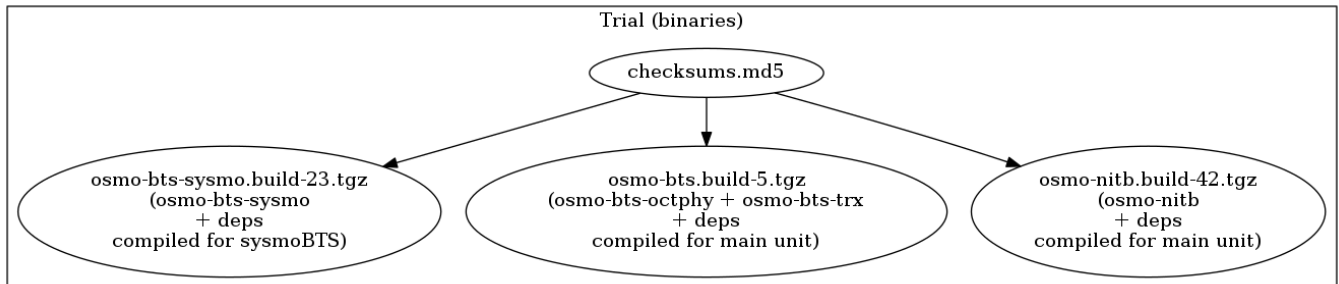 Trial (binaries)
checksums.md5
osmo-bts-sysmo.build-23.tgz
(osmo-bts-sysmo
+ deps
compiled for sysmoBTS)
osmo-bts.build-5.tgz
(osmo-bts-octphy + osmo-bts-trx
+ deps
compiled for main unit)
osmo-nitb.build-42.tgz
(osmo-nitb
+ deps
compiled for main unit)